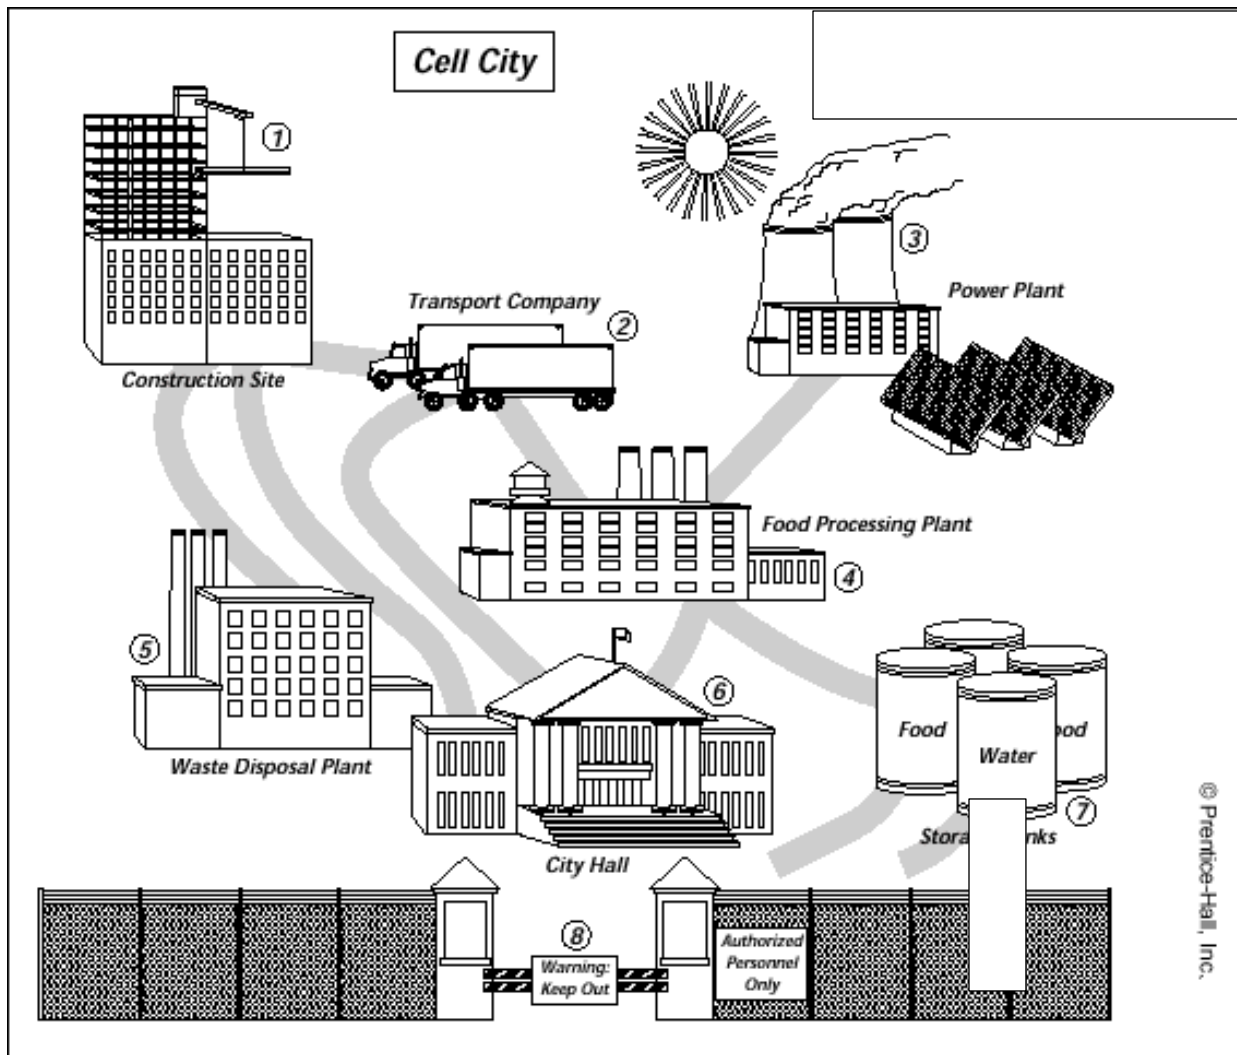 Cell City
1
3
Power Plant
Transport Company
2
Construction Site
Food Processing Plant
4
5
6
Food
Water
Waste Disposal Plant
7
City Hall
8
Warning:
Keep Out
Authorized
Personnel
Only
© Prentice-Hall, Inc.